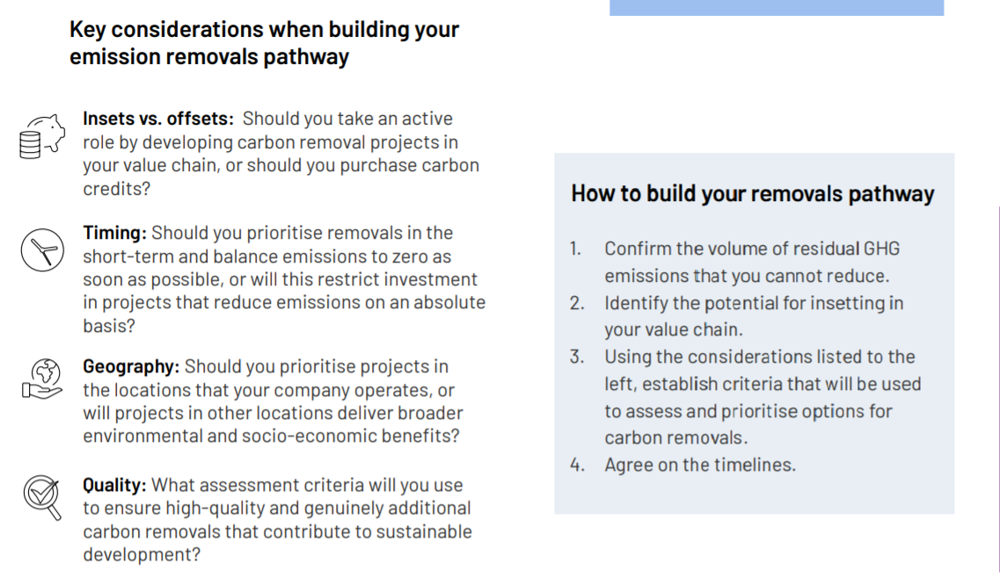 Key considerations when building your
emission removals pathway
Insets vs. offsets: Should you take an active
role by developing carbon removal projects in
your value chain, or should you purchase carbon
credits?
Timing: Should you prioritise removals in the
short-term and balance emissions to zero as
soon as possible, or will this restrict investment
in projects that reduce emissions on an absolute
basis?
Geography: Should you prioritise projects in
the locations that your company operates, or
will projects in other locations deliver broader
environmental and socio-economic benefits?
Quality: What assessment criteria will you use
to ensure high-quality and genuinely additional
carbon removals that contribute to sustainable
development?
How to build your removals pathway
1. Confirm the volume of residual GHG
emissions that you cannot reduce.
2. Identify the potential for insetting in
your value chain.
3. Using the considerations listed to the
left, establish criteria that will be used
to assess and prioritise options for
carbon removals.
4. Agree on the timelines.